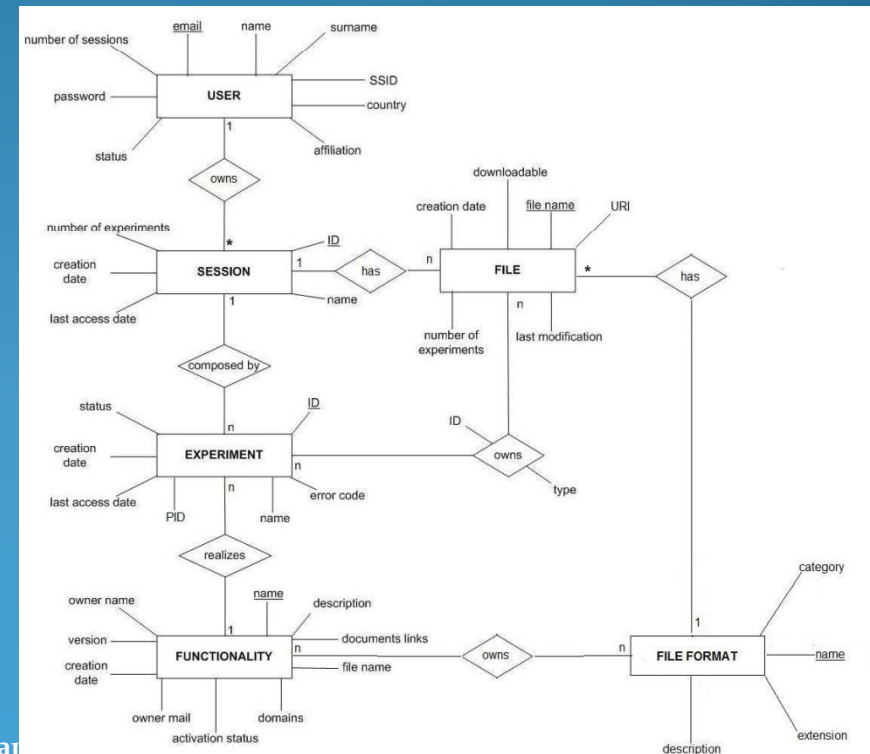 email
name
surname
number of sessions
SSID
password
USER
country
status
1
affiliation
owns
downloadable
number of experiments
*
ID
creation date
file name
URI
creation
date
SESSION
1
has
n
FILE
*
has
last access date
1
name
n
number of
experiments
last modification
composed by
status
n
ID
ID
creation
date
EXPERIMENT
n
owns
last access date
n
error code
type
PID
name
realizes
category
owner name
name
description
1
1
version
documents links
n
owns
n
FILE FORMAT
name
creation
date
FUNCTIONALITY
file name
owner mail
domains
activation status
extension
description